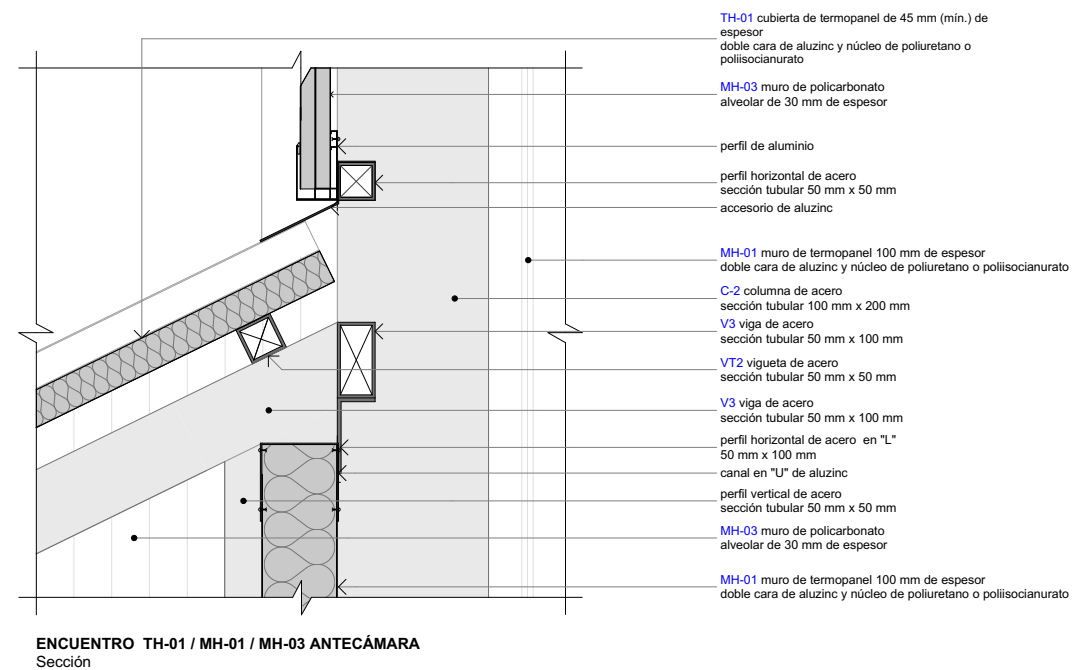 TH-01 cubierta de termopanel de 45 mm (mín.) de
espesor
doble cara de aluzinc y núcleo de poliuretano o
poliisocianurato
MH-03 muro de policarbonato
alveolar de 30 mm de espesor
perfil de aluminio
perfil horizontal de acero
sección tubular 50 mm x 50 mm
accesorio de aluzinc
MH-01 muro de termopanel 100 mm de espesor
doble cara de aluzinc y núcleo de poliuretano o poliisocianurato
C-2 columna de acero
sección tubular 100 mm x 200 mm
V3 viga de acero
sección tubular 50 mm x 100 mm
VT2 vigueta de acero
sección tubular 50 mm x 50 mm
V3 viga de acero
sección tubular 50 mm x 100 mm
perfil horizontal de acero en "L"
50 mm x 100 mm
canal en "U" de aluzinc
perfil vertical de acero
sección tubular 50 mm x 50 mm
MH-03 muro de policarbonato
alveolar de 30 mm de espesor
MH-01 muro de termopanel 100 mm de espesor
doble cara de aluzinc y núcleo de poliuretano o poliisocianurato
ENCUENTRO TH-01 / MH-01 / MH-03 ANTECÁMARA
Sección